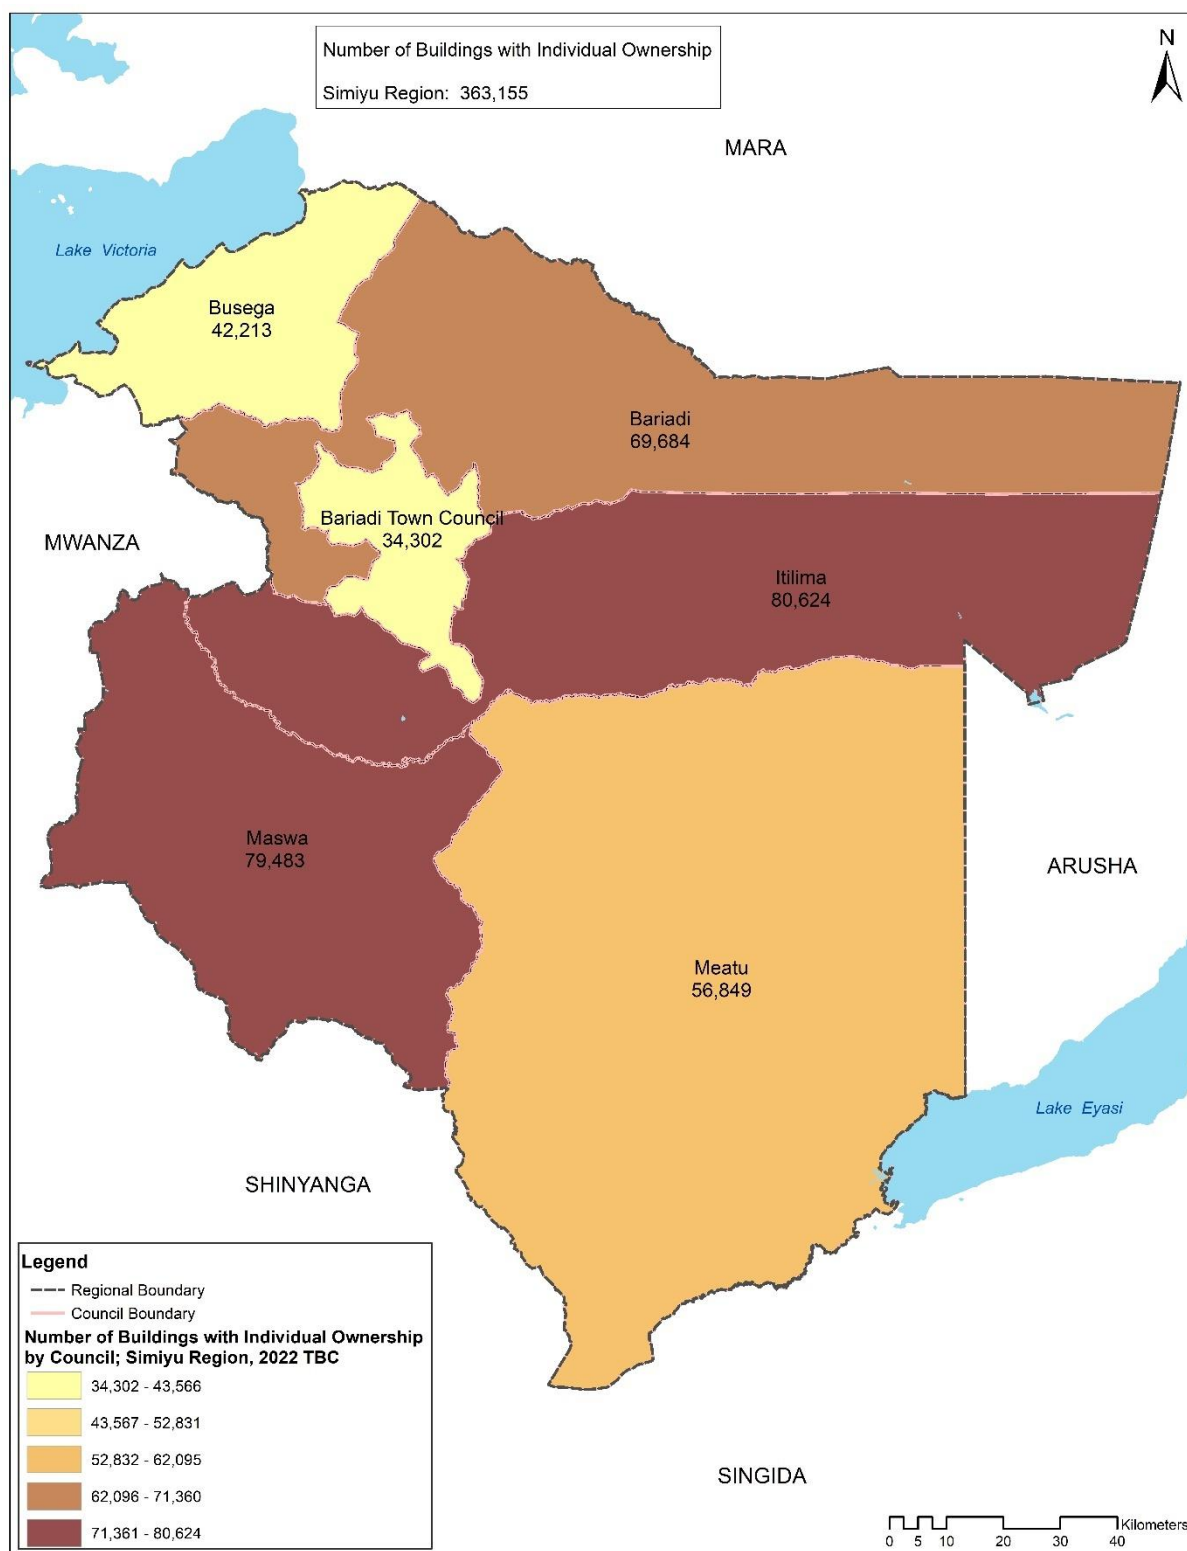 Number of Buildings with Individual Ownership
Simiyu Region: 363,155
N
MARA
Lake Victoria
Busega
42,213
Bariadi
69,684
Bariadi Town Council
34,302
MWANZA
Itilima
80,624
Maswa
79,483
ARUSHA
Meatu
56,849
Lake Eyasi
SHINYANGA
Legend
Regional Boundary
Council Boundary
Number of Buildings with Individual Ownership
by Council; Simiyu Region, 2022 TBC
34,302 - 43,566
43,567 - 52,831
52,832 - 62,095
62,096 - 71,360
71,361 - 80,624
SINGIDA
Kilometers
0 5 10 20 30 40